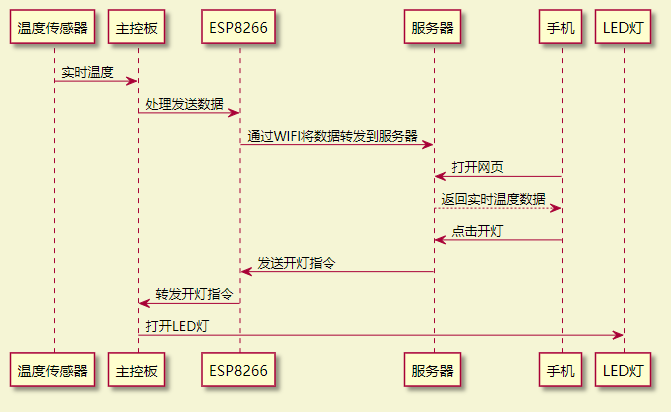 温度传感器 主控板 ESP8266 服务器 手机 LED灯
实时温度
处理发送数据
通过WIFI将数据转发到服务器
打开网页
返回实时温度数据
点击开灯
发送开灯指令
转发开灯指令
打开LED灯
温度传感器 主控板 ESP8266 服务器 手机 LED灯